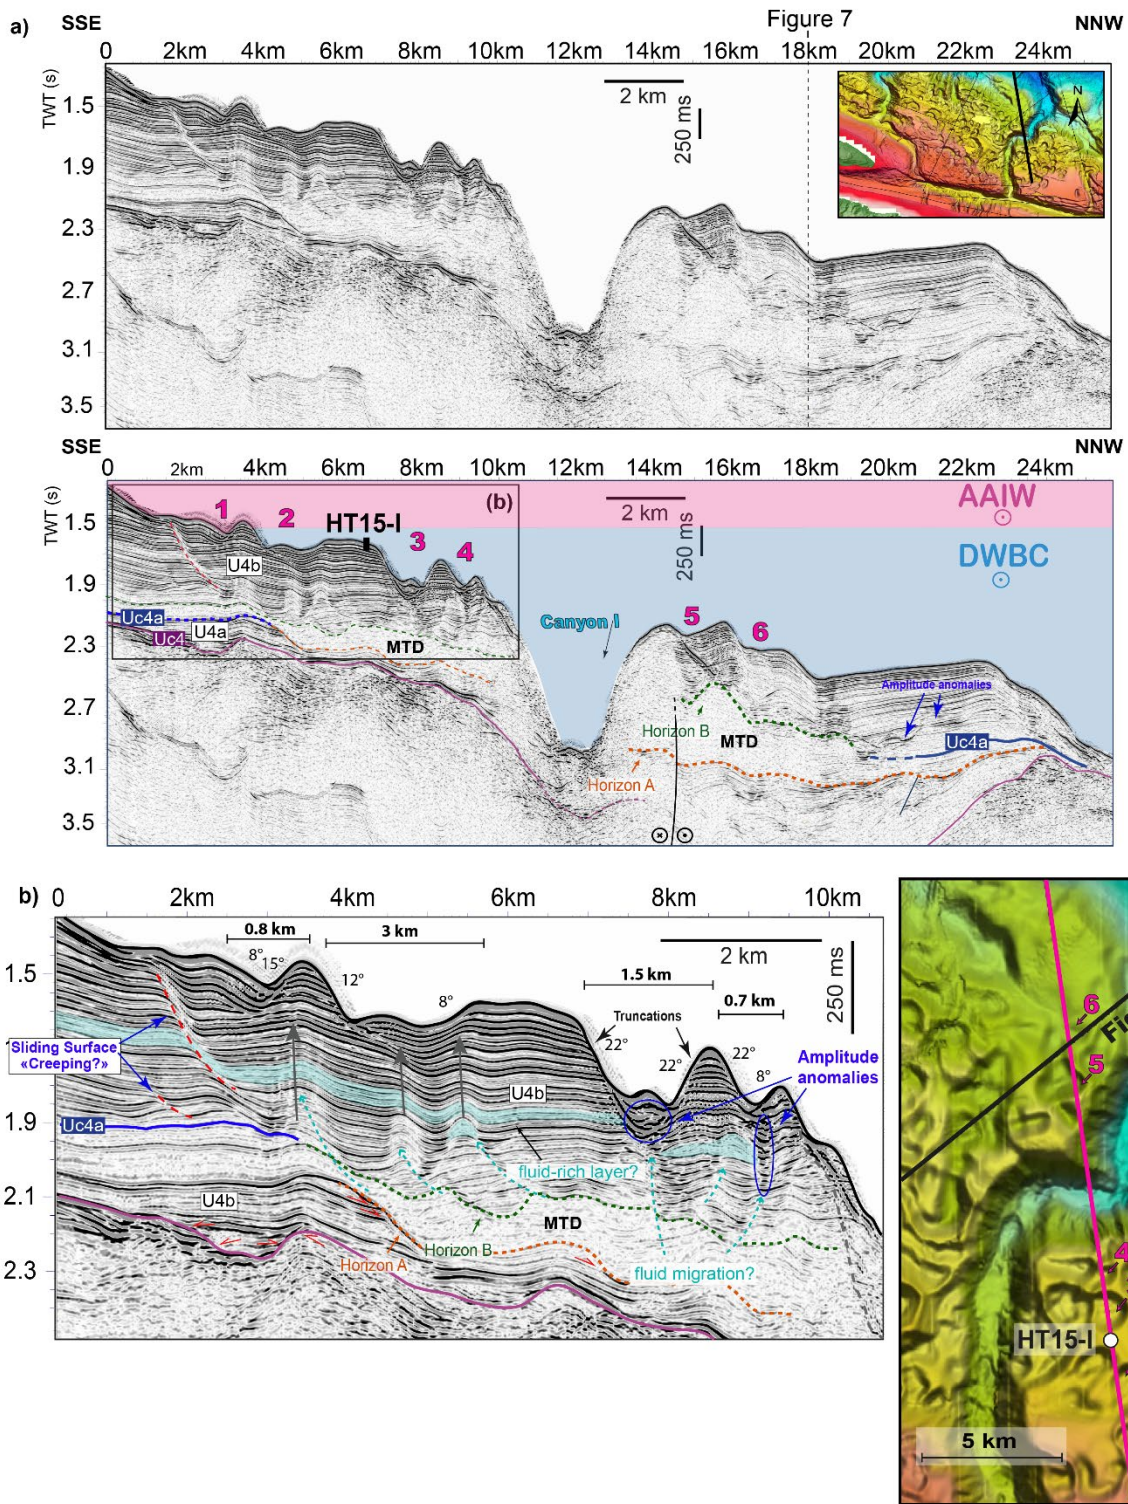 a)
SSE
Figure 7
NNW
0 2km 4km 6km 8km 10km 12km 14km 16km 18km 20km 22km 24km
TWT (s)
1.5
1.9
2.3
2.7
3.1
3.5
2 km
250 ms
N
SSE
NNW
0 2km 4km 6km 8km 10km 12km 14km 16km 18km 20km 22km 24km
TWT (s)
1.5
1.9
2.3
2.7
3.1
3.5
(b)
2 km
250 ms
AAIW
DWBC
1
2
HT15-I
3
4
5
6
U4b
Uc4a
U4a
Uc4
MTD
Canyon I
Horizon B
MTD
Horizon A
Amplitude anomalies
Uc4a
b)
0 2km 4km 6km 8km 10km
1.5
1.9
2.1
2.3
0.8 km
3 km
1.5 km
0.7 km
2 km
250 ms
8°
15°
12°
8°
22°
22°
22°
8°
Truncations
Sliding Surface
«Creeping?»
Amplitude
anomalies
U4b
Uc4a
fluid-rich layer?
U4b
MTD
Horizon B
Horizon A
fluid migration?
6
5
4
HT15-I
5 km